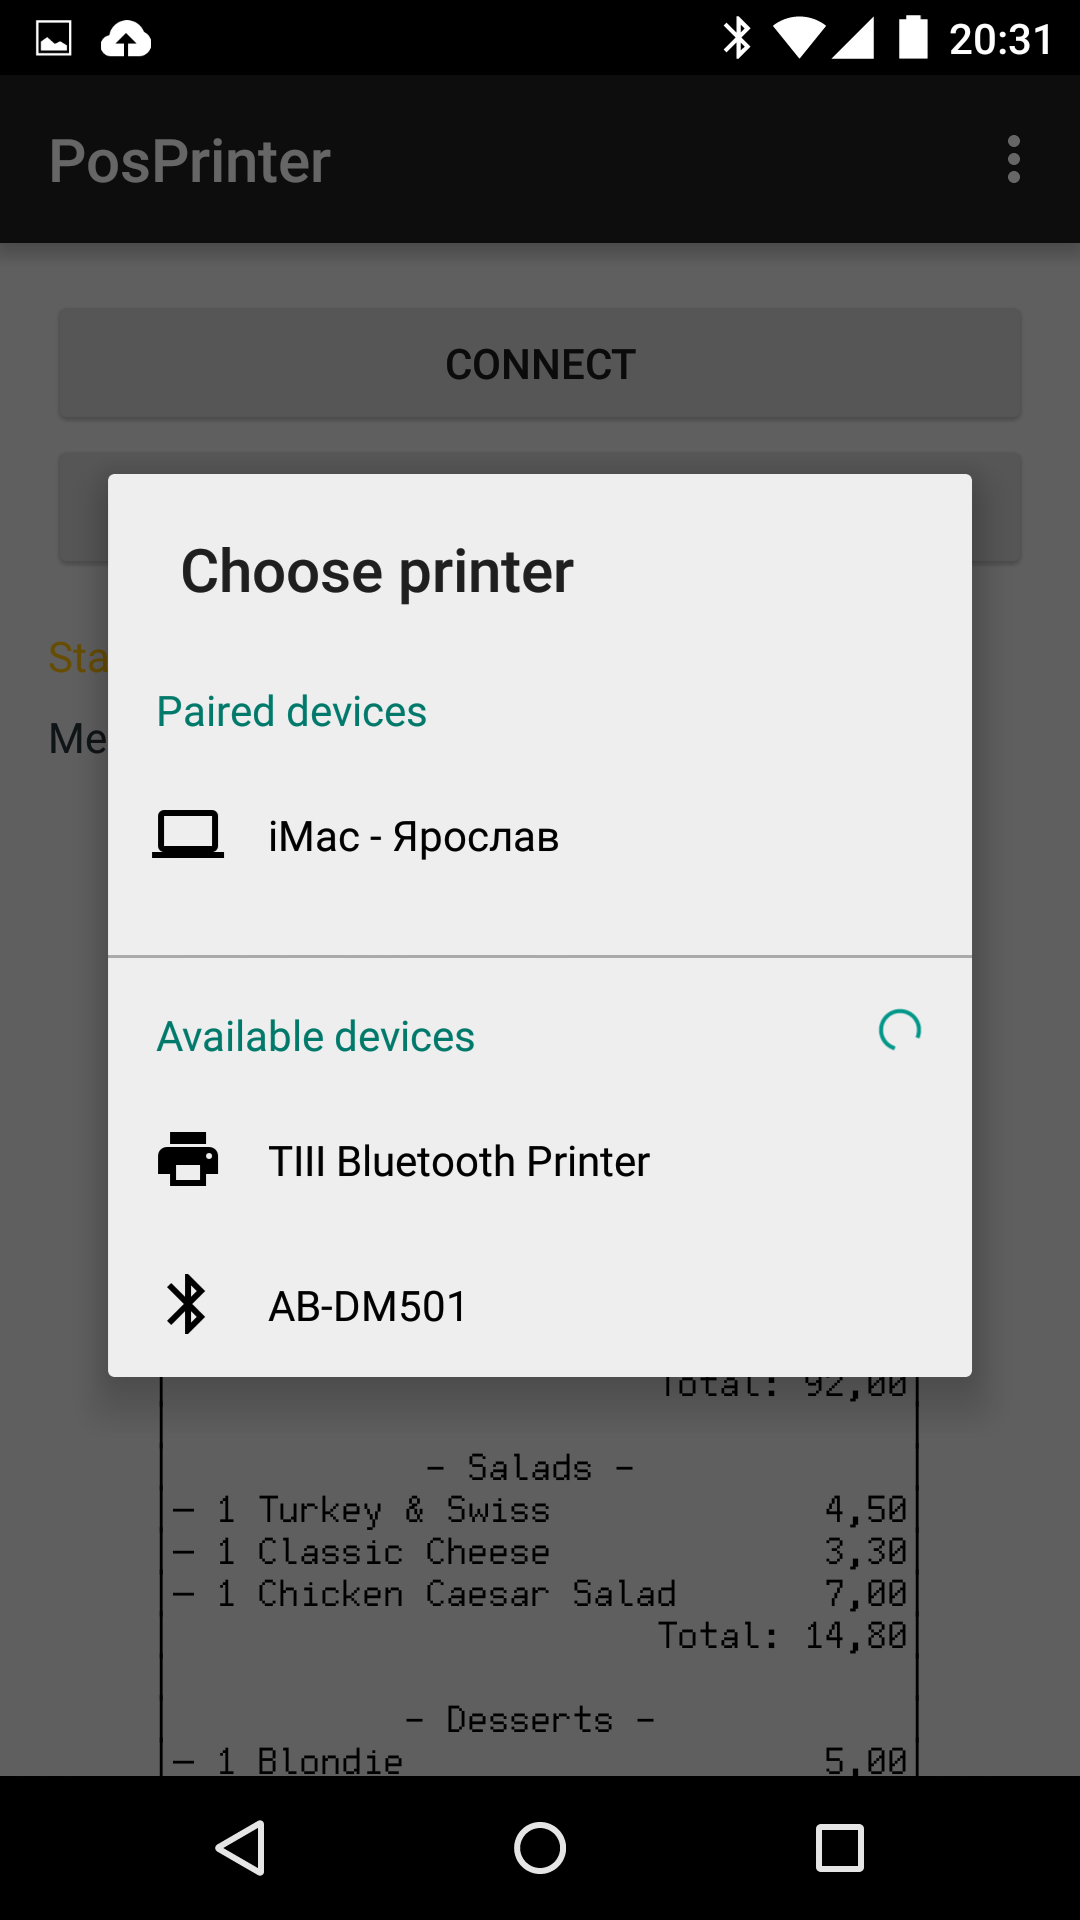 20:31
PosPrinter
CONNECT
Choose printer
Sta
Paired devices
Me
iMac - Ярослав
Available devices
TIII Bluetooth Printer
AB-DM501
Total: 92,00
- Salads -
- 1 Turkey & Swiss 4,50
- 1 Classic Cheese 3,30
- 1 Chicken Caesar Salad 7,00
Total: 14,80
- Desserts -
- 1 Blondie 5,00